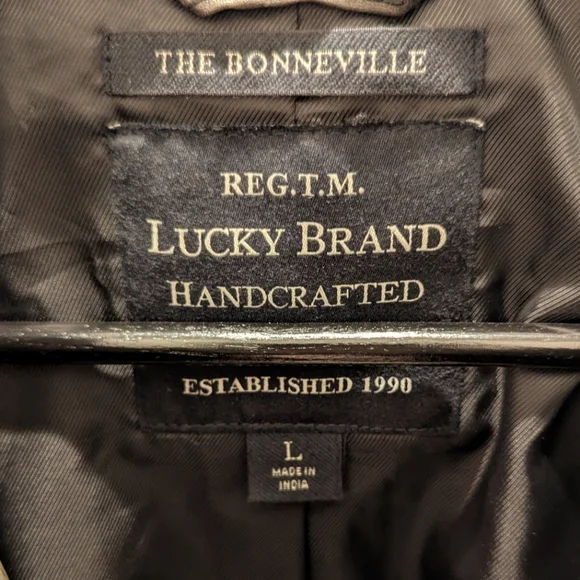 THE BONNEVILLE
REG.T.M.
LUCKY BRAND
HANDCRAFTED
ESTABLISHED 1990
L
MADE IN
INDIA